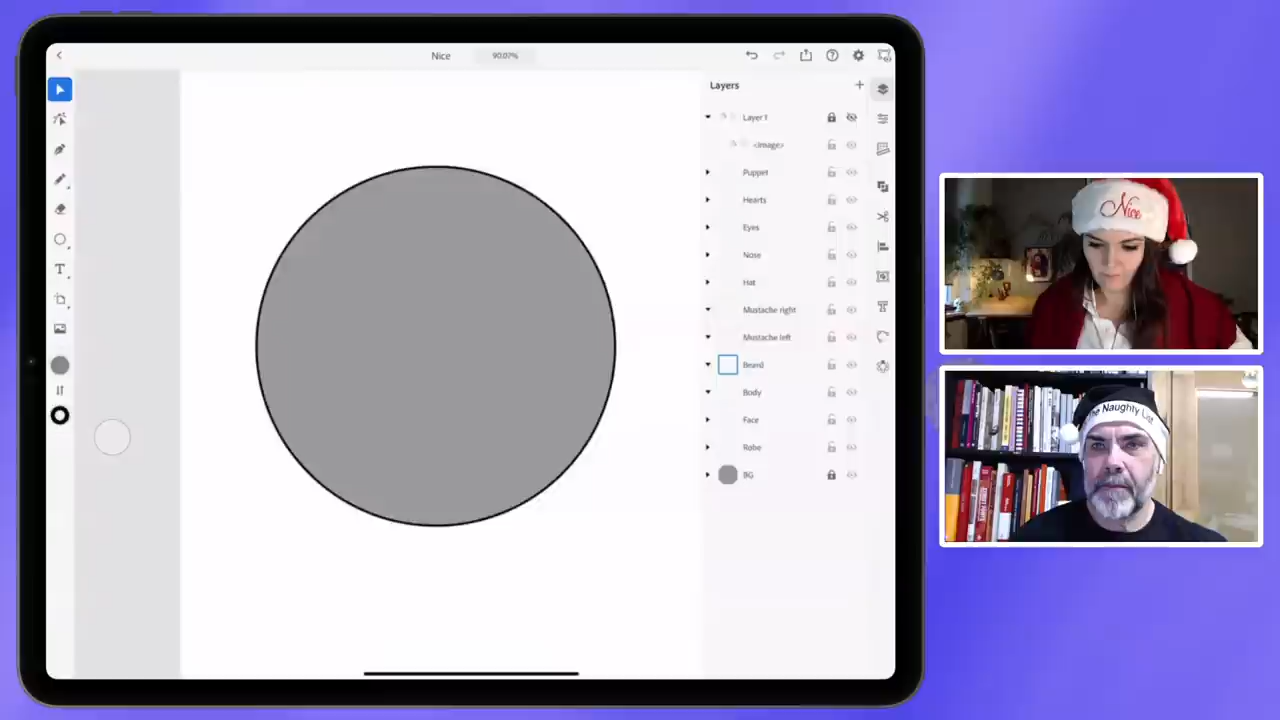 Nice
90.07%
Layers
Layer 1
<Image>
Puppet
Hearts
Eyes
Nose
Hat
Mustache right
Mustache left
Beard
Body
Face
Robe
BG
T
Nice
The Naughty List